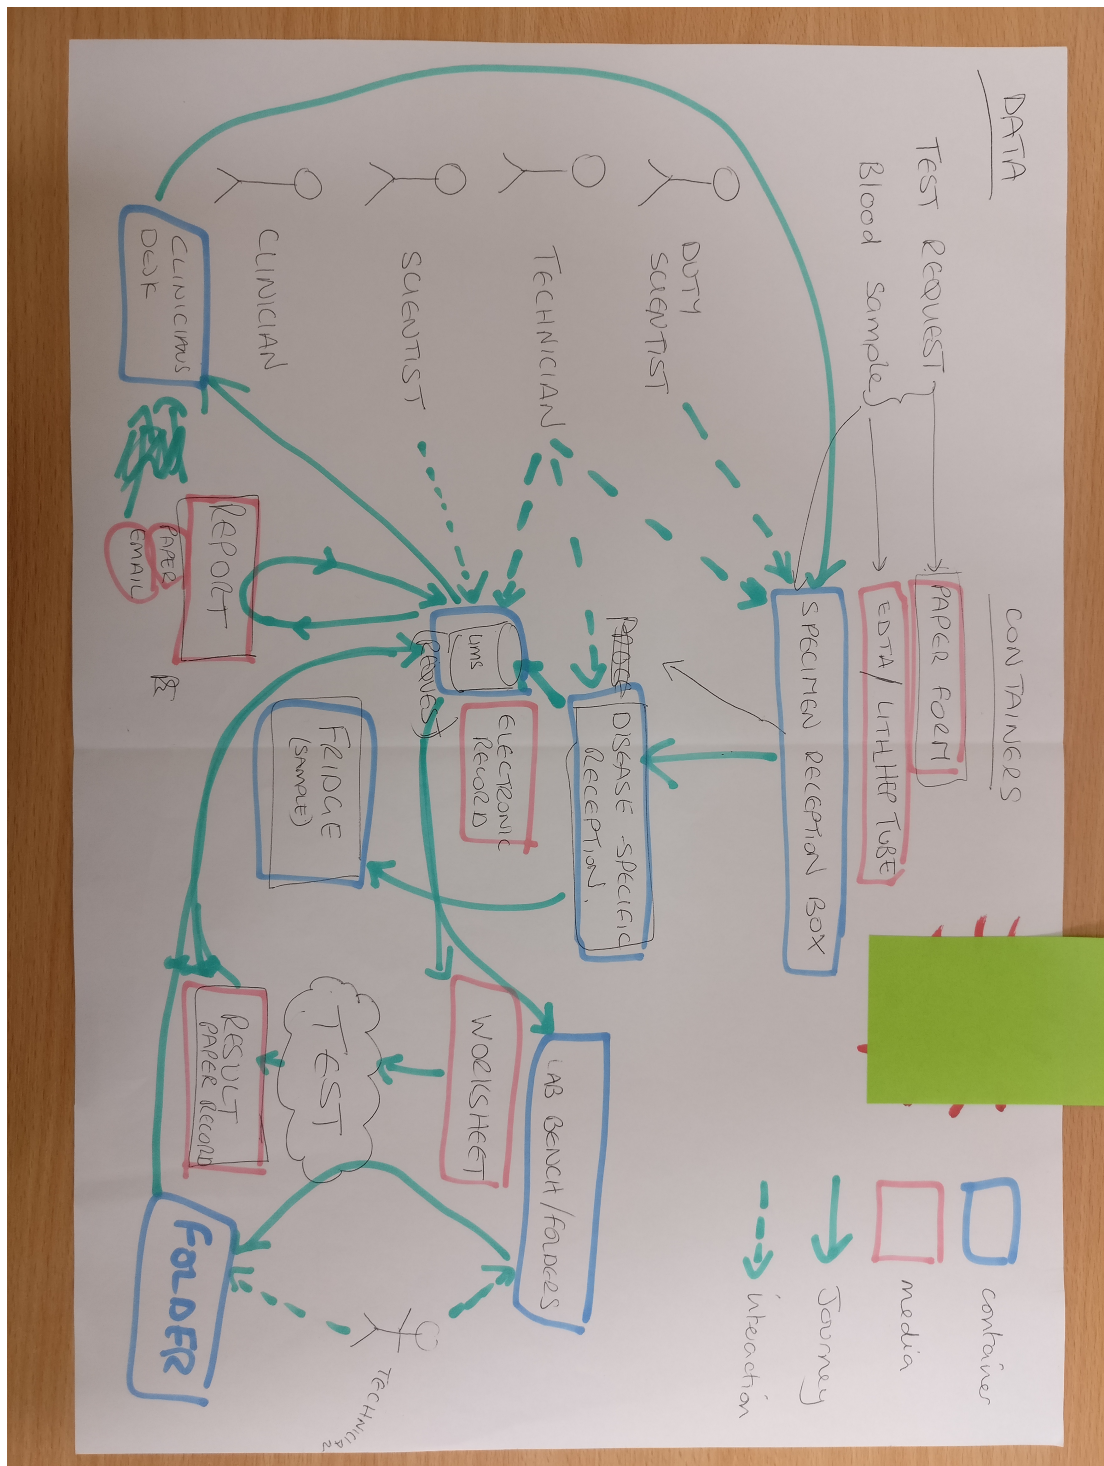 DATA
TEST REQUEST
Blood Sample
CONTAINERS
PAPER FORM
EDTA/ LITH HEP TUBE
SPECIMEN RECEPTION BOX
container
media
Journey
interaction
DUTY
SCIENTIST
TECHNICIAN
SCIENTIST
CLINICIAN
CLINICIANS
DESK
DISEASE-SPECIFIC
RECEPTION.
LIMS
REQUEST
ELECTRONIC
RECORD
FRIDGE
(SAMPLE)
REPORT
PAPER
EMAIL
LAB BENCH/FOLDERS
WORKSHEET
TEST
RESULT
PAPER RECORD
FOLDER